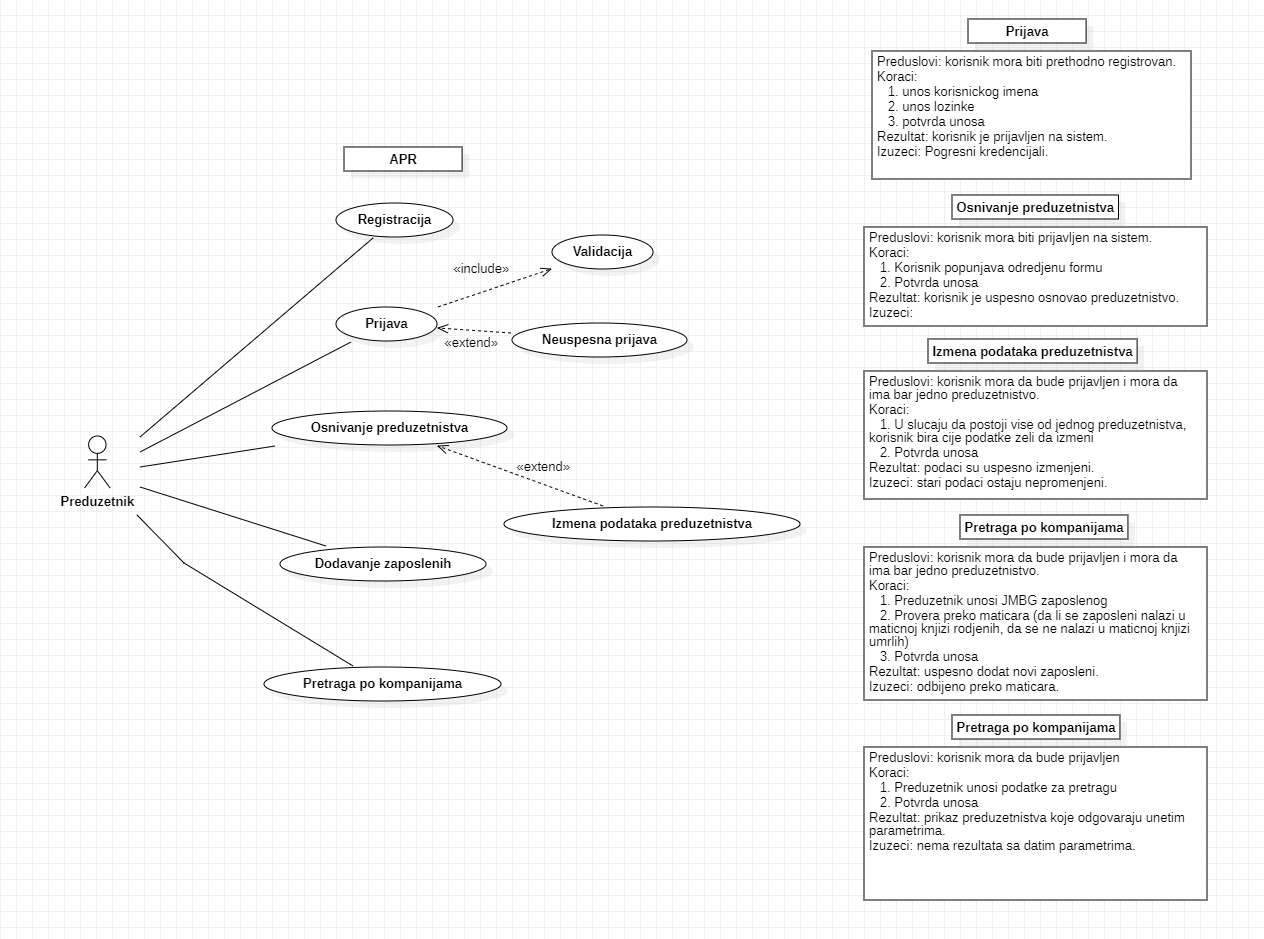 APR
Registracija
Validacija
«include»
Prijava
«extend»
Neuspesna prijava
Osnivanje preduzetnistva
«extend»
Preduzetnik
Izmena podataka preduzetnistva
Dodavanje zaposlenih
Pretraga po kompanijama
Prijava
Preduslovi: korisnik mora biti prethodno registrovan.
Koraci:
1. unos korisnickog imena
2. unos lozinke
3. potvrda unosa
Rezultat: korisnik je prijavljen na sistem.
Izuzeci: Pogresni kredencijali.
Osnivanje preduzetnistva
Preduslovi: korisnik mora biti prijavljen na sistem.
Koraci:
1. Korisnik popunjava odredjenu formu
2. Potvrda unosa
Rezultat: korisnik je uspesno osnovao preduzetnistvo.
Izuzeci:
Izmena podataka preduzetnistva
Preduslovi: korisnik mora da bude prijavljen i mora da
ima bar jedno preduzetnistvo.
Koraci:
1. U slucaju da postoji vise od jednog preduzetnistva,
korisnik bira cije podatke zeli da izmeni
2. Potvrda unosa
Rezultat: podaci su uspesno izmenjeni.
Izuzeci: stari podaci ostaju nepromenjeni.
Pretraga po kompanijama
Preduslovi: korisnik mora da bude prijavljen i mora da
ima bar jedno preduzetnistvo.
Koraci:
1. Preduzetnik unosi JMBG zaposlenog
2. Provera preko maticara (da li se zaposleni nalazi u
maticnoj knjizi rodjenih, da se ne nalazi u maticnoj knjizi
umrlih)
3. Potvrda unosa
Rezultat: uspesno dodat novi zaposleni.
Izuzeci: odbijeno preko maticara.
Pretraga po kompanijama
Preduslovi: korisnik mora da bude prijavljen
Koraci:
1. Preduzetnik unosi podatke za pretragu
2. Potvrda unosa
Rezultat: prikaz preduzetnistva koje odgovaraju unetim
parametrima.
Izuzeci: nema rezultata sa datim parametrima.